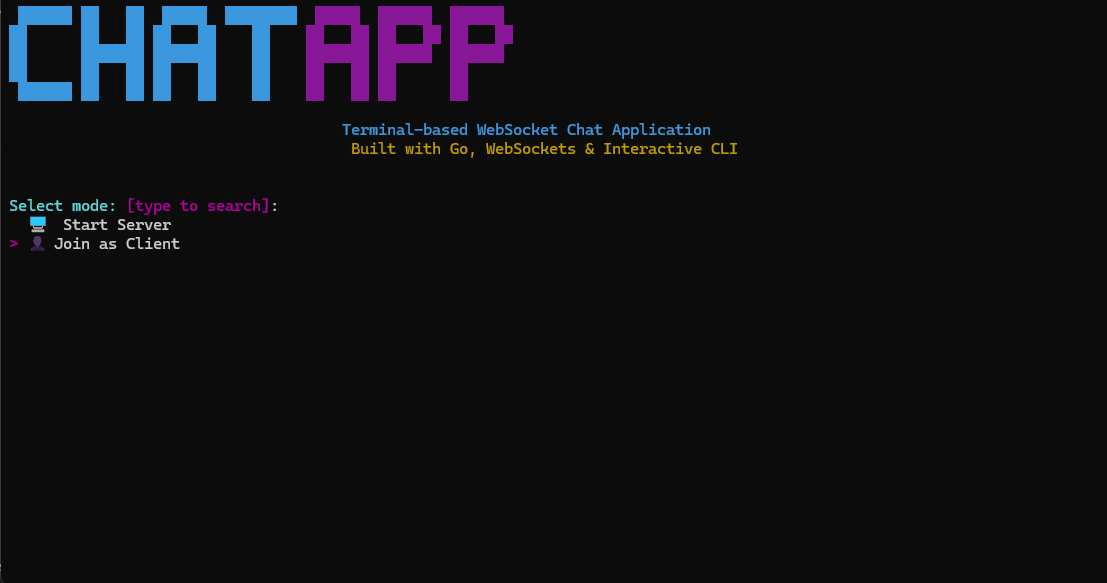 CHATAPP
Terminal-based WebSocket Chat Application
Built with Go, WebSockets & Interactive CLI
Select mode: [type to search]:
🖥 Start Server
> 👤 Join as Client